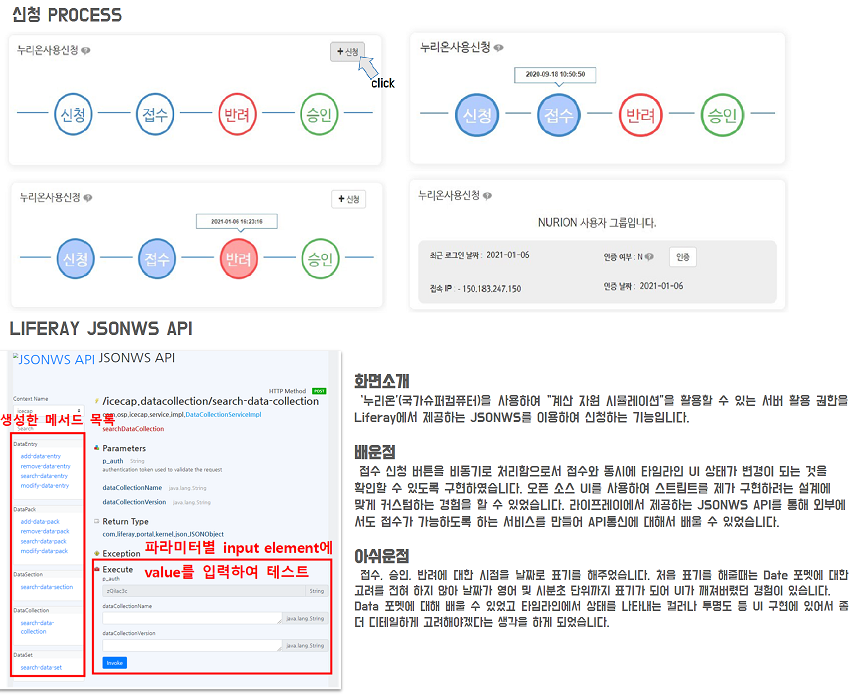 신청 PROCESS
누리온사용신청
+ 신청
click
신청 접수 반려 승인
누리온사용신청
2020-09-18 10:50:50
신청 접수 반려 승인
누리온사용신청
+ 신청
2021-01-06 16:23:16
신청 접수 반려 승인
누리온사용신청
NURION 사용자 그룹입니다.
최근 로그인 날짜 : 2021-01-06
인증 여부 : N
인증
접속 IP : - 150.183.247.150
인증 날짜 : 2021-01-06
LIFERAY JSONWS API
JSONWS API JSONWS API
Context Name
icecap
생성한 메서드 목록
Search
DataEntry
add-data-entry
remove-data-entry
search-data-entry
modify-data-entry
DataPack
add-data-pack
remove-data-pack
search-data-pack
modify-data-pack
DataSection
search-data-section
DataCollection
search-data-
collection
DataSet
search-data-set
HTTP Method POST
/icecap,datacollection/search-data-collection
com.osp.icecap.service.impl.DataCollectionServiceImpl
searchDataCollection
Parameters
p_auth String
authentication token used to validate the request
dataCollectionName java.lang.String
dataCollectionVersion java.lang.String
Return Type
com.liferay.portal.kernel.json.JSONObject
Exception
파라미터별 input element에
value를 입력하여 테스트
Execute
p_auth
zQilac3c String
dataCollectionName
java.lang.String
dataCollectionVersion
java.lang.String
Invoke
화면소개
'누리온'(국가슈퍼컴퓨터)을 사용하여 "계산 자원 시뮬레이션"을 활용할 수 있는 서버 활용 권한을
Liferay에서 제공하는 JSONWS를 이용하여 신청하는 기능입니다.
배운점
접수 신청 버튼을 비동기로 처리함으로서 접수와 동시에 타임라인 UI 상태가 변경이 되는 것을
확인할 수 있도록 구현하였습니다. 오픈 소스 UI를 사용하여 스트립트를 제가 구현하려는 설계에
맞게 커스텀하는 경험을 할 수 있었습니다. 라이프레이에서 제공하는 JSONWS API를 통해 외부에
서도 접수가 가능하도록 하는 서비스를 만들어 API통신에 대해서 배울 수 있었습니다.
아쉬운점
접수, 승인, 반려에 대한 시점을 날짜로 표기를 해주었습니다. 처음 표기를 해줄때는 Date 포멧에 대한
고려를 전혀 하지 않아 날짜가 영어 및 시분초 단위까지 표기가 되어 UI가 깨져버렸던 경험이 있습니다.
Data 포멧에 대해 배울 수 있었고 타임라인에서 상태를 나타내는 컬러나 투명도 등 UI 구현에 있어서 좀
더 디테일하게 고려해야겠다는 생각을 하게 되었습니다.